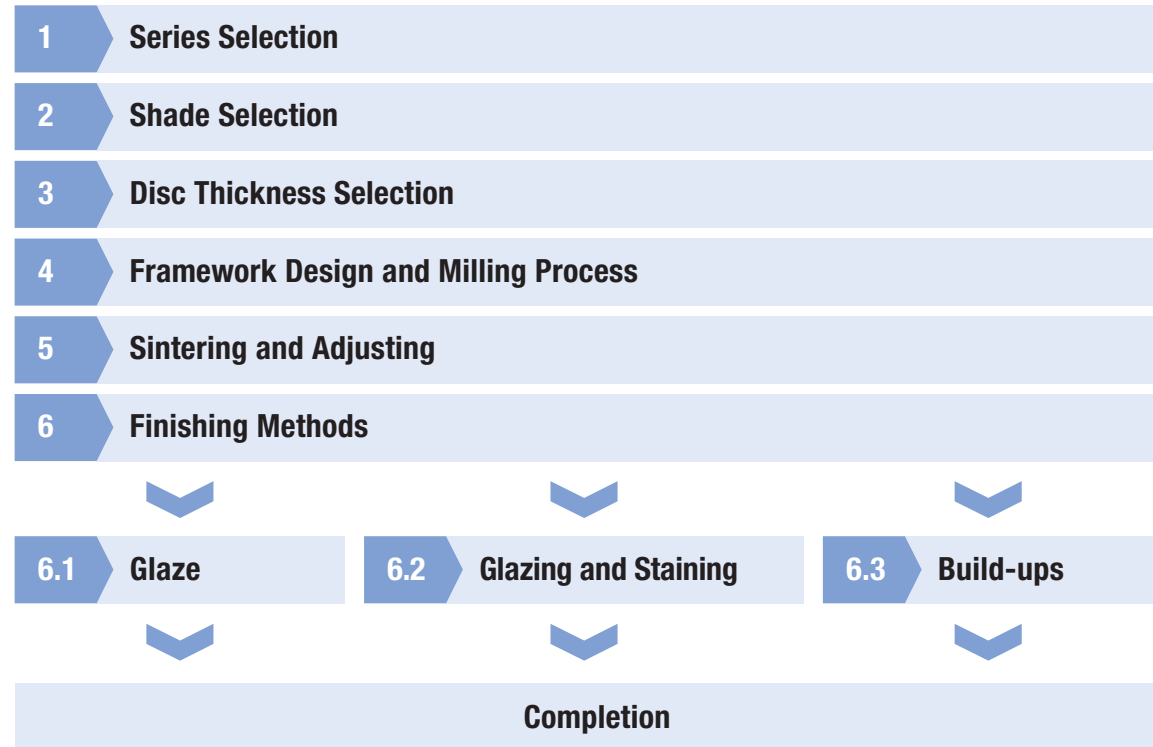 1 Series Selection
2 Shade Selection
3 Disc Thickness Selection
4 Framework Design and Milling Process
5 Sintering and Adjusting
6 Finishing Methods
6.1 Glaze
6.2 Glazing and Staining
6.3 Build-ups
Completion